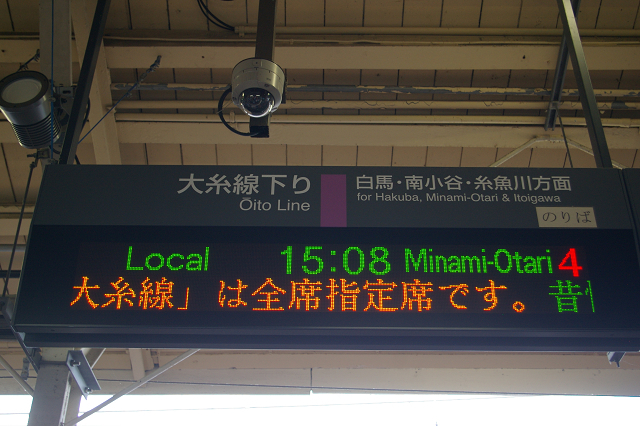 大糸線下り 白馬・南小谷・糸魚川方面
Ōito Line for Hakuba, Minami-Otari & Itoigawa
のりば
Local 15:08 Minami-Otari 4
大糸線」は全席指定席です。昔